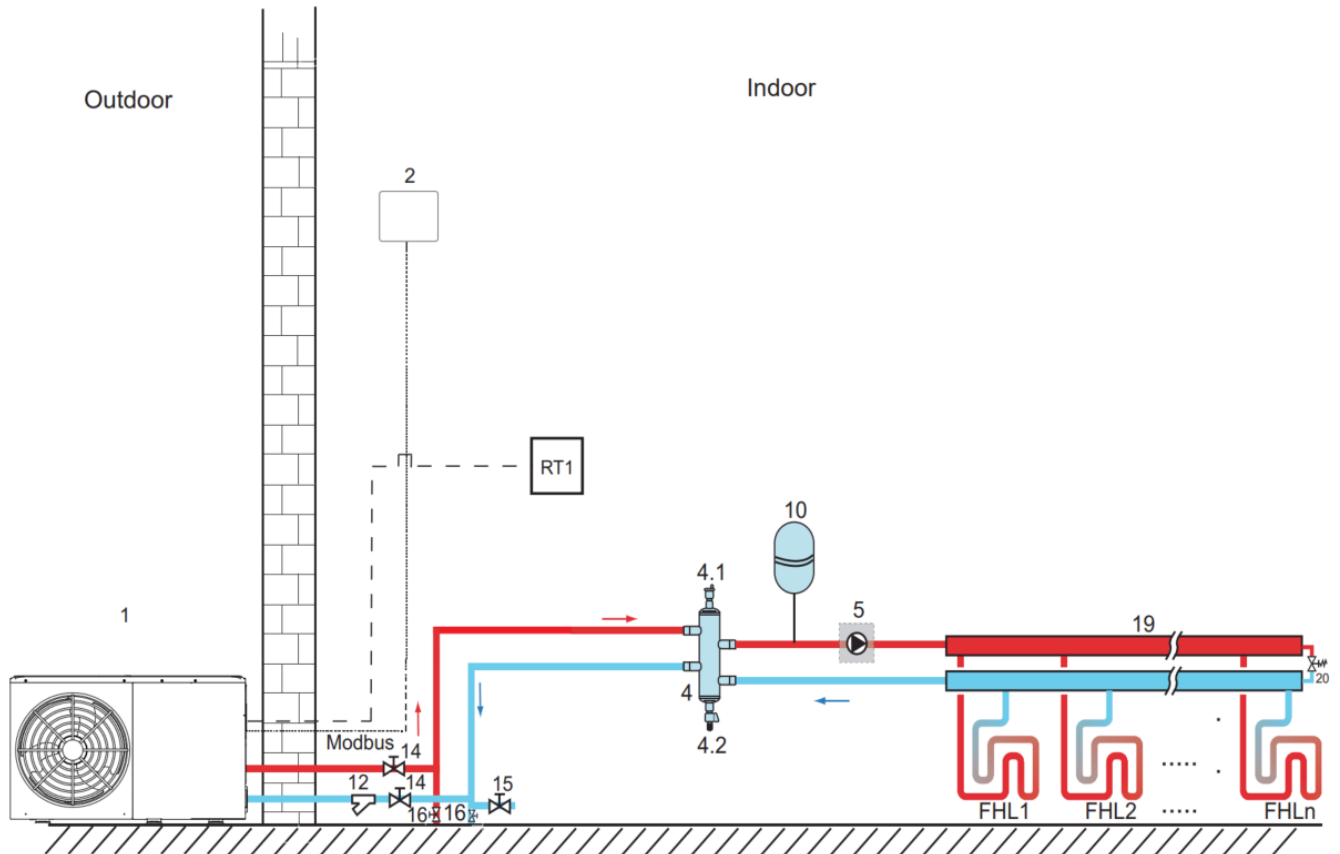 Outdoor
Indoor
2
RT1
10
4.1
5
19
1
20
4
4.2
Modbus
14
12
14
15
16
16
FHL1
FHL2
.....
.....
FHLn